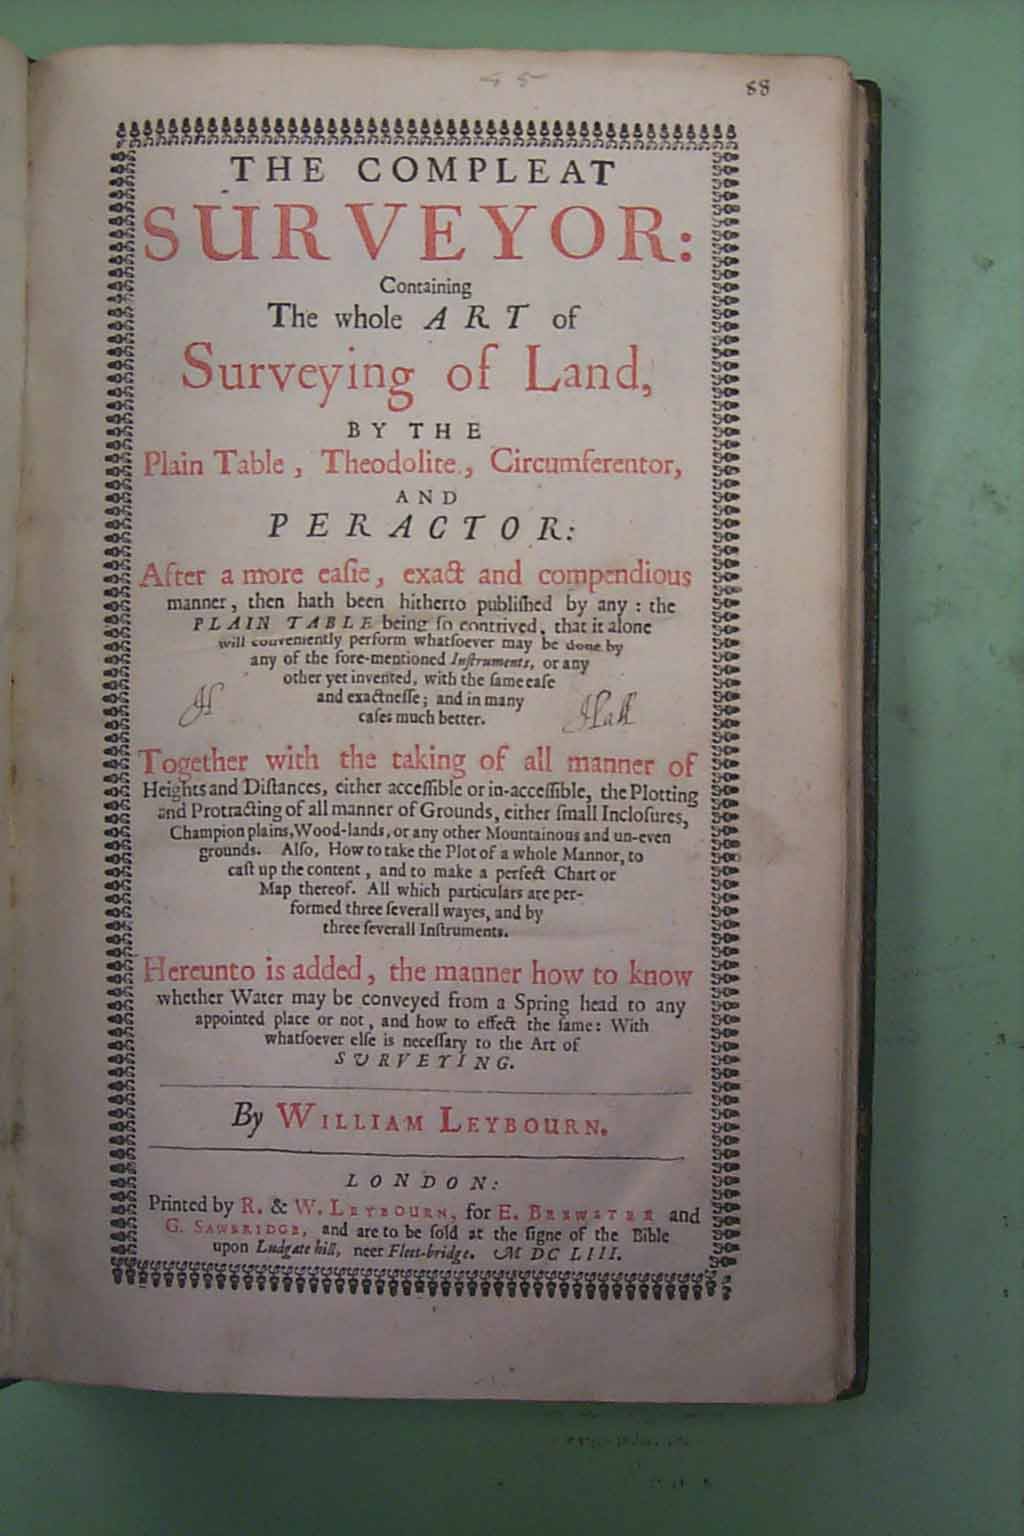 45
88
THE COMPLEAT
SURVEYOR:
Containing
The whole ART of
Surveying of Land,
BY THE
Plain Table, Theodolite, Circumferentor,
AND
PERACTOR:
After a more eaſie, exact and compendious
manner, then hath been hitherto publiſhed by any: the
PLAIN TABLE being ſo contrived, that it alone
will conveniently perform whatſoever may be done by
any of the fore-mentioned Inſtruments, or any
other yet invented, with the ſame eaſe
and exactneſſe; and in many
caſes much better.
Hall
Together with the taking of all manner of
Heights and Diſtances, either acceſſible or in-acceſſible, the Plotting
and Protracting of all manner of Grounds, either ſmall Incloſures,
Champion plains, Wood-lands, or any other Mountainous and un-even
grounds. Alſo, How to take the Plot of a whole Mannor, to
caſt up the content, and to make a perfect Chart or
Map thereof. All which particulars are per-
formed three ſeverall wayes, and by
three ſeverall Inſtruments.
Hereunto is added, the manner how to know
whether Water may be conveyed from a Spring head to any
appointed place or not, and how to effect the ſame: With
whatſoever elſe is neceſſary to the Art of
SURVEYING.
By WILLIAM LEYBOURN.
LONDON:
Printed by R. & W. LEYBOURN, for E. BREWSTER and
G. SAWBRIDGE, and are to be ſold at the ſigne of the Bible
upon Ludgate hill, neer Fleet-bridge. M DC LIII.